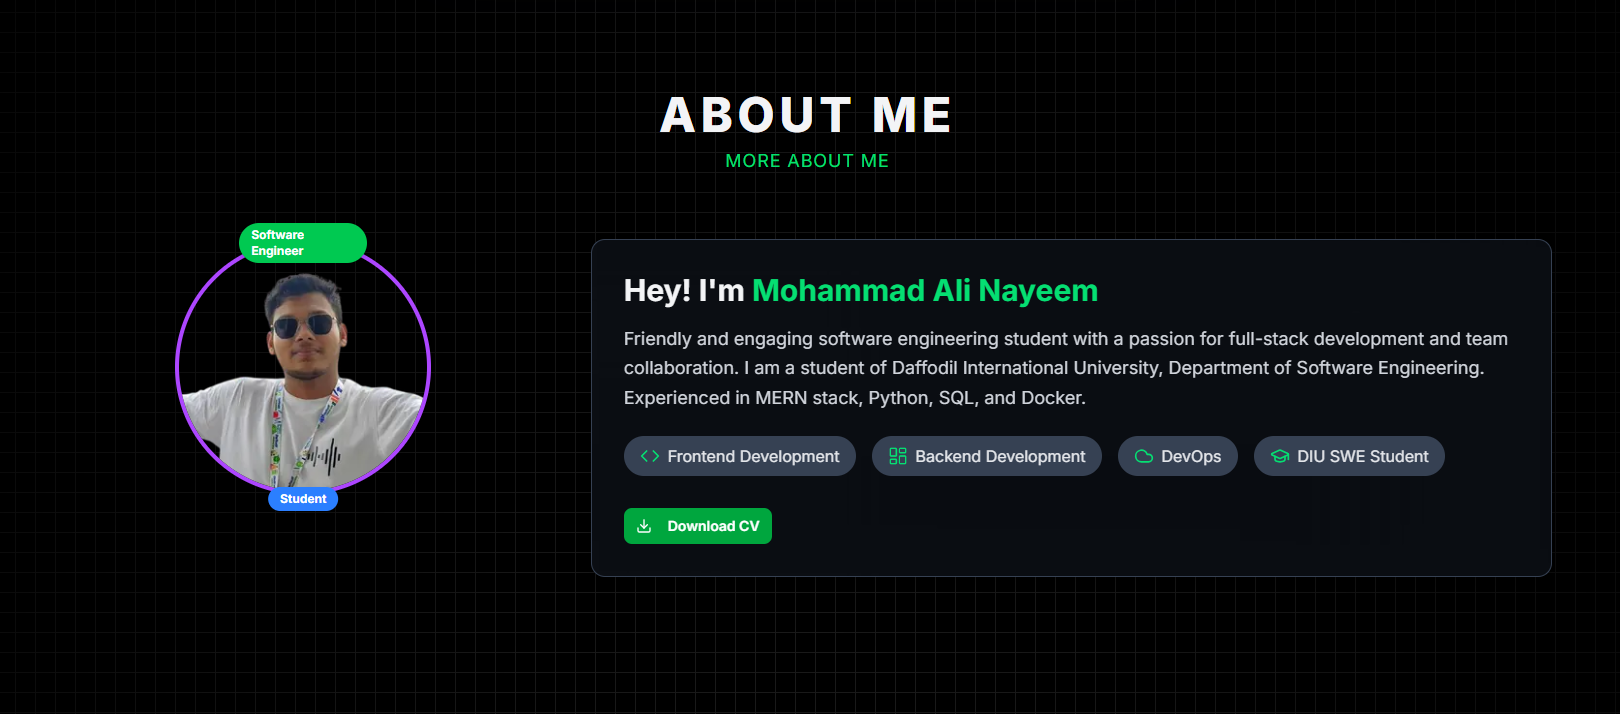 ABOUT ME
MORE ABOUT ME
Software
Engineer
Student
Hey! I'm Mohammad Ali Nayeem
Friendly and engaging software engineering student with a passion for full-stack development and team
collaboration. I am a student of Daffodil International University, Department of Software Engineering.
Experienced in MERN stack, Python, SQL, and Docker.
Frontend Development
Backend Development
DevOps
DIU SWE Student
Download CV